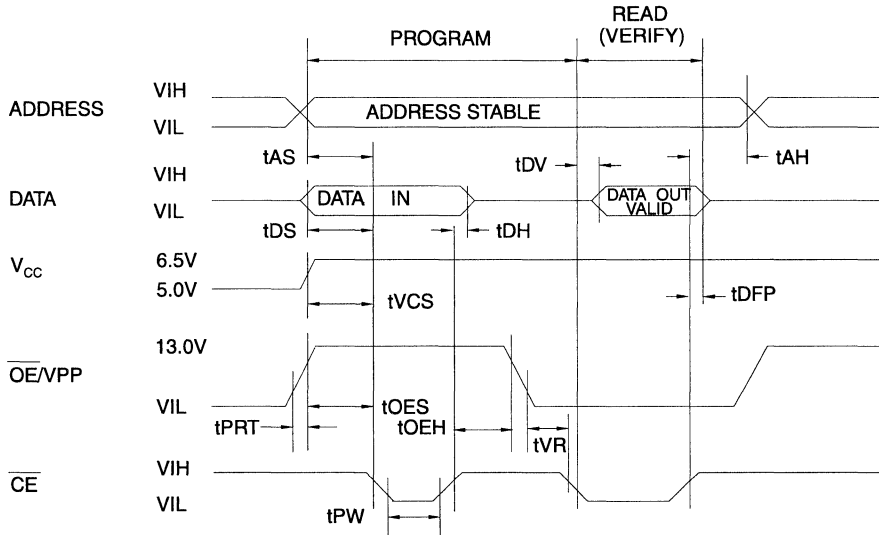 READ
(VERIFY)
PROGRAM
ADDRESS
VIH
VIL
ADDRESS STABLE
tAS
tDV
tAH
DATA
VIH
VIL
DATA IN
DATA OUT
VALID
tDS
tDH
VCC
6.5V
5.0V
tVCS
tDFP
OE/VPP
13.0V
VIL
tPRT
tOES
tOEH
tVR
CE
VIH
VIL
tPW